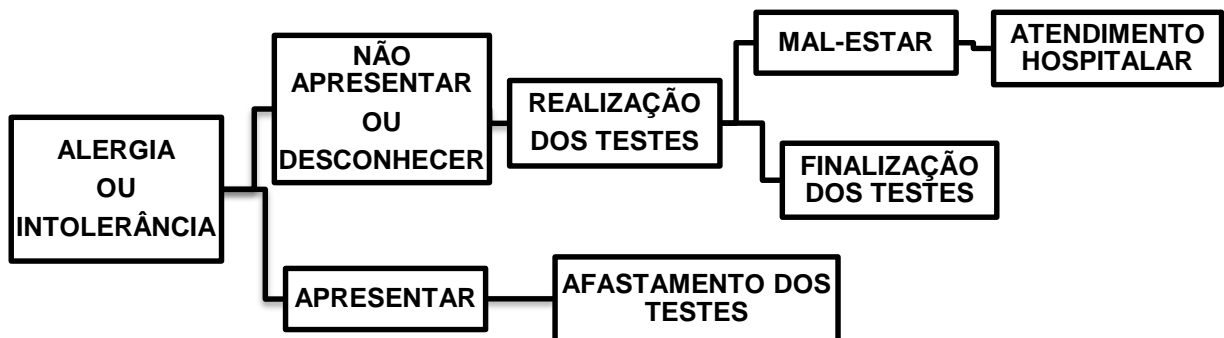 ALERGIA
OU
INTOLERÂNCIA
NÃO
APRESENTAR
OU
DESCONHECER
REALIZAÇÃO
DOS TESTES
MAL-ESTAR
ATENDIMENTO
HOSPITALAR
FINALIZAÇÃO
DOS TESTES
APRESENTAR
AFASTAMENTO DOS
TESTES